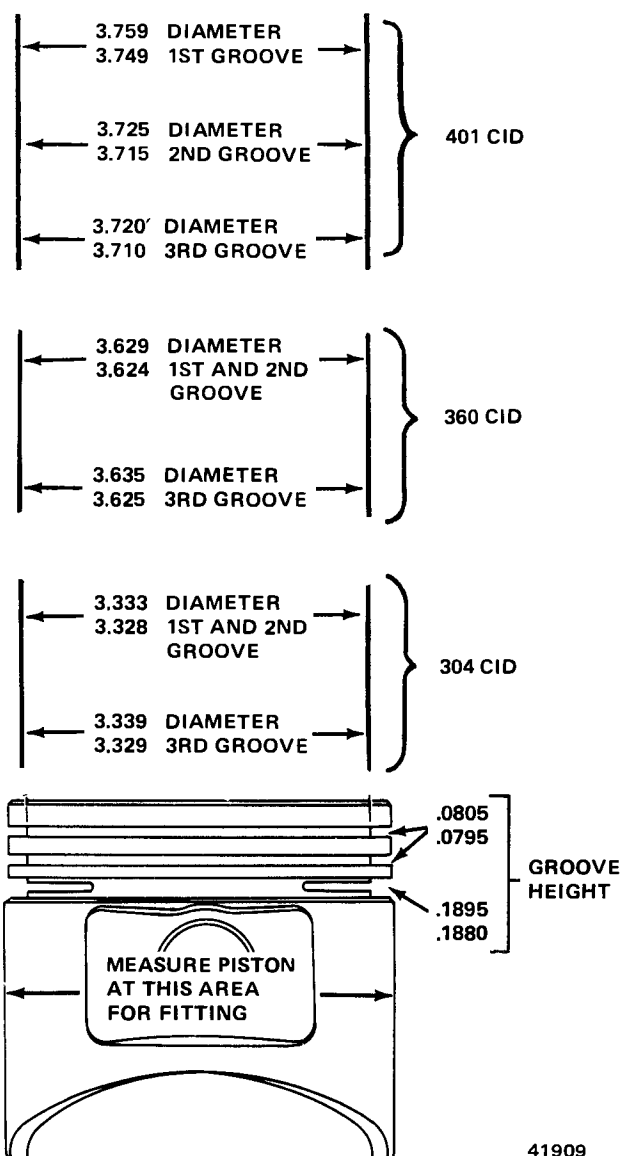 3.759 DIAMETER
3.749 1ST GROOVE
3.725 DIAMETER
3.715 2ND GROOVE
401 CID
3.720′ DIAMETER
3.710 3RD GROOVE
3.629 DIAMETER
3.624 1ST AND 2ND
GROOVE
360 CID
3.635 DIAMETER
3.625 3RD GROOVE
3.333 DIAMETER
3.328 1ST AND 2ND
GROOVE
304 CID
3.339 DIAMETER
3.329 3RD GROOVE
.0805
.0795
GROOVE
HEIGHT
.1895
.1880
MEASURE PISTON
AT THIS AREA
FOR FITTING
41909